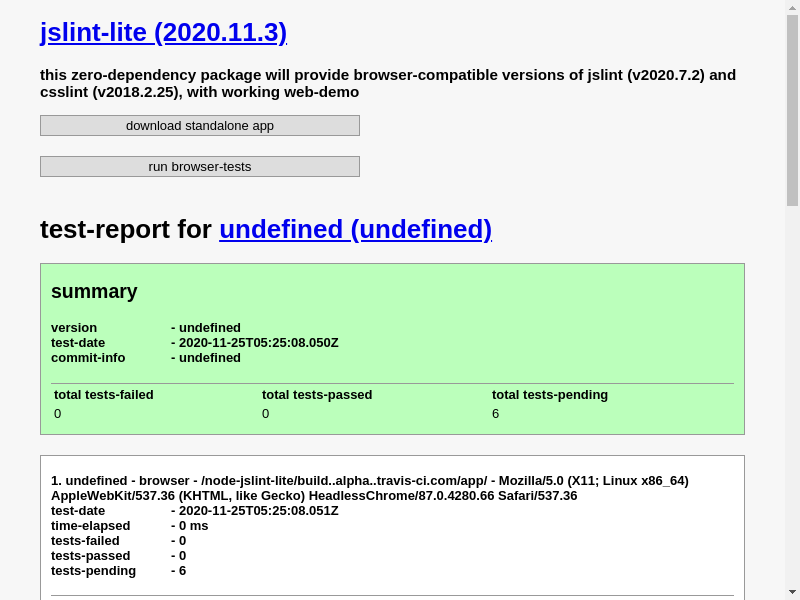 jslint-lite (2020.11.3)
this zero-dependency package will provide browser-compatible versions of jslint (v2020.7.2) and
csslint (v2018.2.25), with working web-demo
download standalone app
run browser-tests
test-report for undefined (undefined)
summary
version - undefined
test-date - 2020-11-25T05:25:08.050Z
commit-info - undefined
total tests-failed total tests-passed total tests-pending
0 0 6
1. undefined - browser - /node-jslint-lite/build..alpha..travis-ci.com/app/ - Mozilla/5.0 (X11; Linux x86_64)
AppleWebKit/537.36 (KHTML, like Gecko) HeadlessChrome/87.0.4280.66 Safari/537.36
test-date - 2020-11-25T05:25:08.051Z
time-elapsed - 0 ms
tests-failed - 0
tests-passed - 0
tests-pending - 6